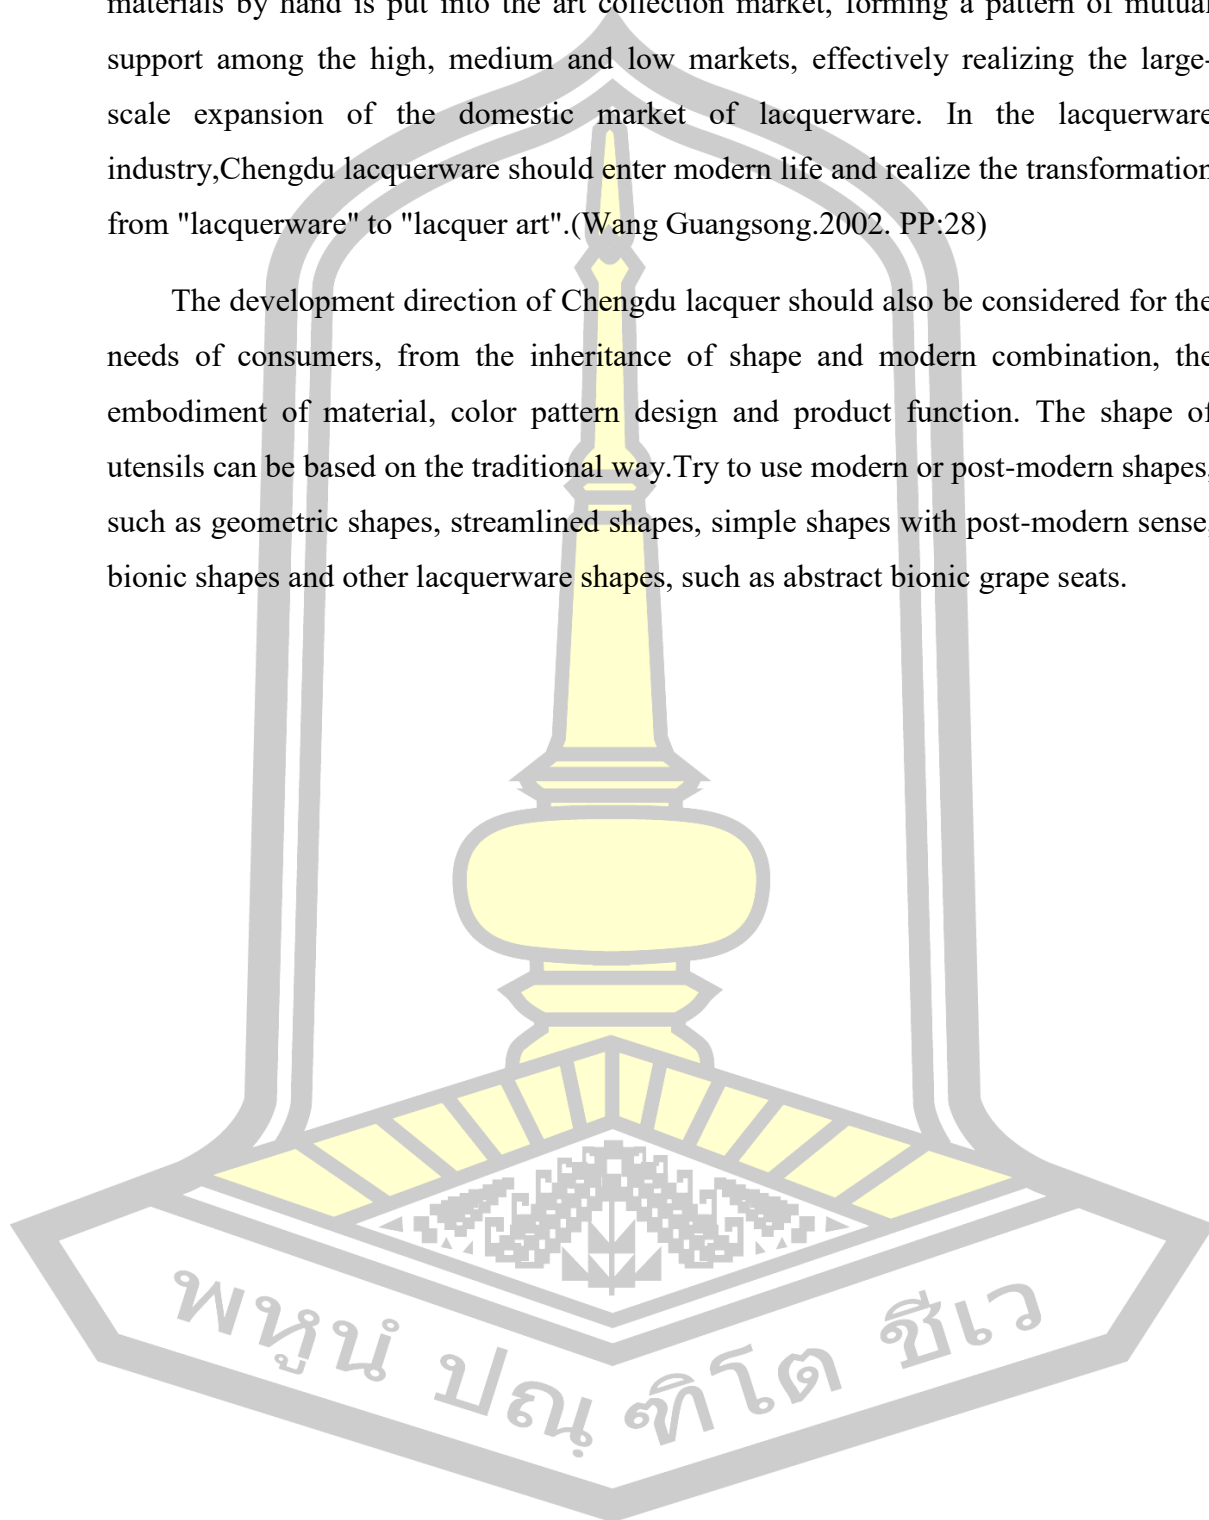 materials by hand is put into the art collection market, forming a pattern of mutual
support among the high, medium and low markets, effectively realizing the large-
scale expansion of the domestic market of lacquerware. In the lacquerware
industry,Chengdu lacquerware should enter modern life and realize the transformation
from "lacquerware" to "lacquer art".(Wang Guangsong.2002. PP:28)
The development direction of Chengdu lacquer should also be considered for the
needs of consumers, from the inheritance of shape and modern combination, the
embodiment of material, color pattern design and product function. The shape of
utensils can be based on the traditional way.Try to use modern or post-modern shapes,
such as geometric shapes, streamlined shapes, simple shapes with post-modern sense,
bionic shapes and other lacquerware shapes, such as abstract bionic grape seats.
พหูนํ ปณฺฑิโต ชีเว